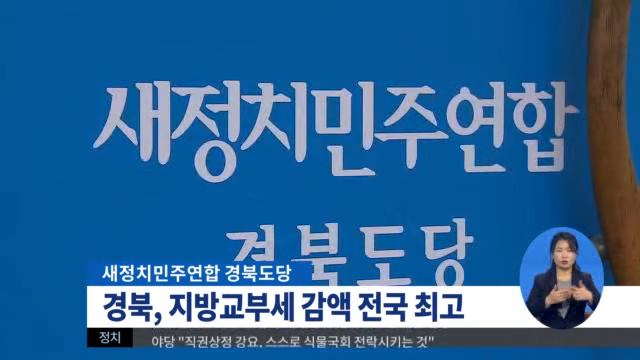 새정치민주연합
경북도당
새정치민주연합 경북도당
경북, 지방교부세 감액 전국 최고
정치 야당 "직권상정 강요, 스스로 식물국회 전락시키는 것"